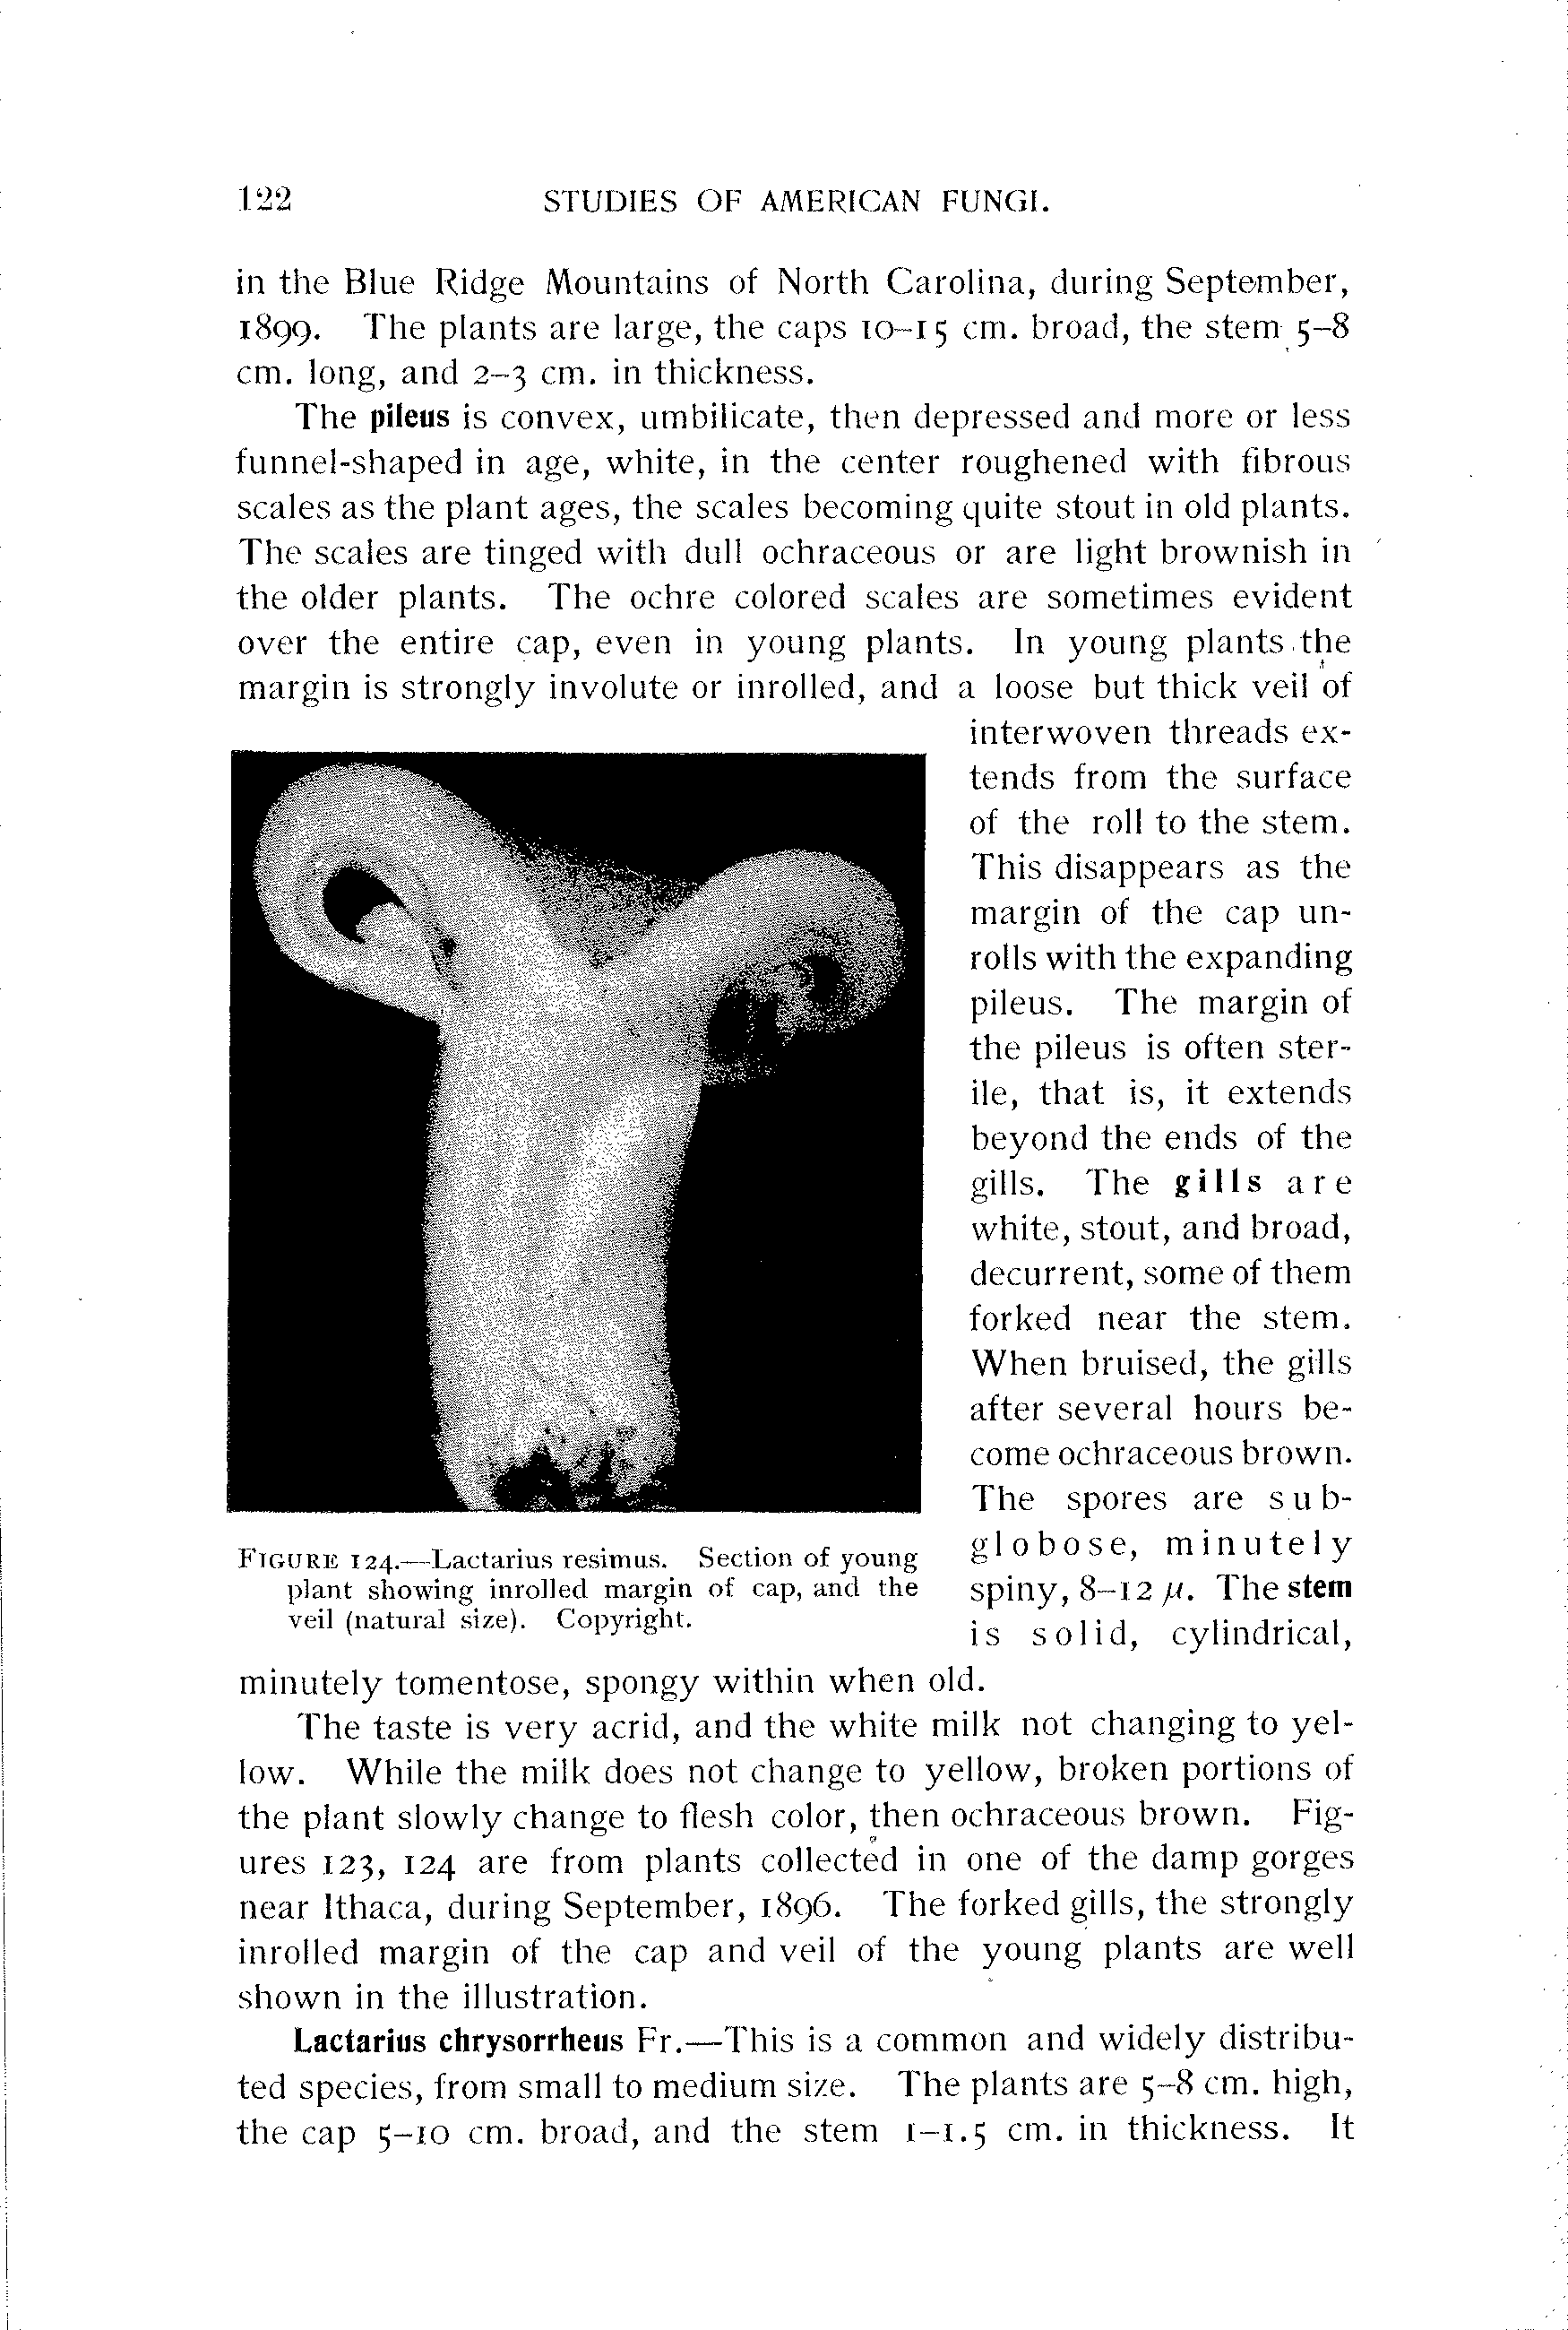 122 STUDIES OF AMERICAN FUNGI.
in the Blue Ridge Mountains of North Carolina, during September,
1899. The plants are large, the caps 10–15 cm. broad, the stem 5–8
cm. long, and 2–3 cm. in thickness.
The pileus is convex, umbilicate, then depressed and more or less
funnel-shaped in age, white, in the center roughened with fibrous
scales as the plant ages, the scales becoming quite stout in old plants.
The scales are tinged with dull ochraceous or are light brownish in
the older plants. The ochre colored scales are sometimes evident
over the entire cap, even in young plants. In young plants the
margin is strongly involute or inrolled, and a loose but thick veil of
interwoven threads ex-
tends from the surface
of the roll to the stem.
This disappears as the
margin of the cap un-
rolls with the expanding
pileus. The margin of
the pileus is often ster-
ile, that is, it extends
beyond the ends of the
gills. The gills are
white, stout, and broad,
decurrent, some of them
forked near the stem.
When bruised, the gills
after several hours be-
come ochraceous brown.
The spores are sub-
globose, minutely
spiny, 8–12 µ. The stem
is solid, cylindrical,
FIGURE 124.—Lactarius resimus. Section of young
plant showing inrolled margin of cap, and the
veil (natural size). Copyright.
minutely tomentose, spongy within when old.
The taste is very acrid, and the white milk not changing to yel-
low. While the milk does not change to yellow, broken portions of
the plant slowly change to flesh color, then ochraceous brown. Fig-
ures 123, 124 are from plants collected in one of the damp gorges
near Ithaca, during September, 1896. The forked gills, the strongly
inrolled margin of the cap and veil of the young plants are well
shown in the illustration.
Lactarius chrysorrheus Fr.—This is a common and widely distribu-
ted species, from small to medium size. The plants are 5–8 cm. high,
the cap 5–10 cm. broad, and the stem 1–1.5 cm. in thickness. It